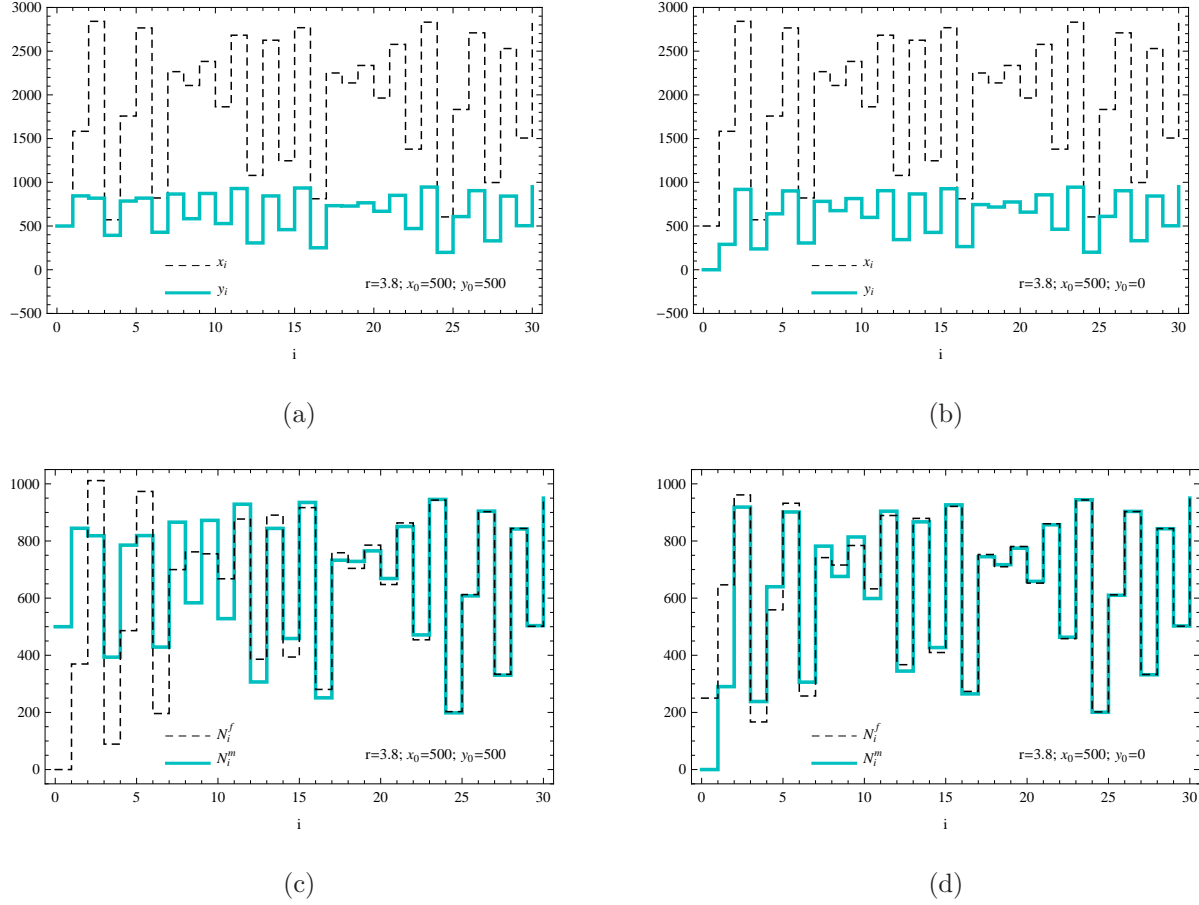 3000
2500
2000
1500
1000
500
0
−500
0 5 10 15 20 25 30
i
x_i
y_i
r=3.8; x_0=500; y_0=500
(a)
3000
2500
2000
1500
1000
500
0
−500
0 5 10 15 20 25 30
i
x_i
y_i
r=3.8; x_0=500; y_0=0
(b)
1000
800
600
400
200
0
0 5 10 15 20 25 30
i
N_i^f
N_i^m
r=3.8; x_0=500; y_0=500
(c)
1000
800
600
400
200
0
0 5 10 15 20 25 30
i
N_i^f
N_i^m
r=3.8; x_0=500; y_0=0
(d)